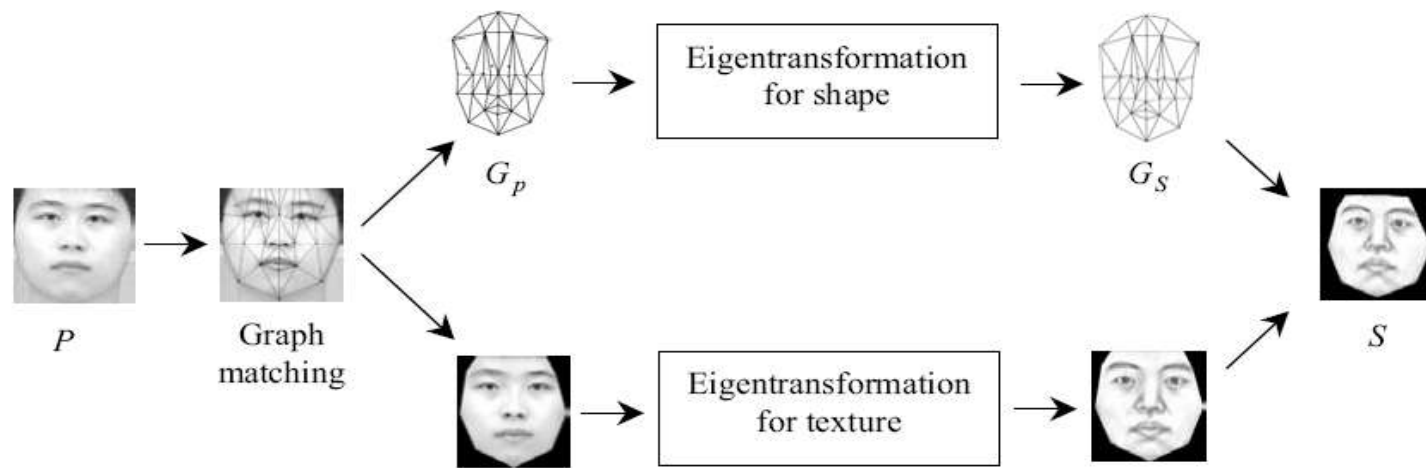 Eigentransformation
for shape
G_p
G_S
P
Graph
matching
S
Eigentransformation
for texture